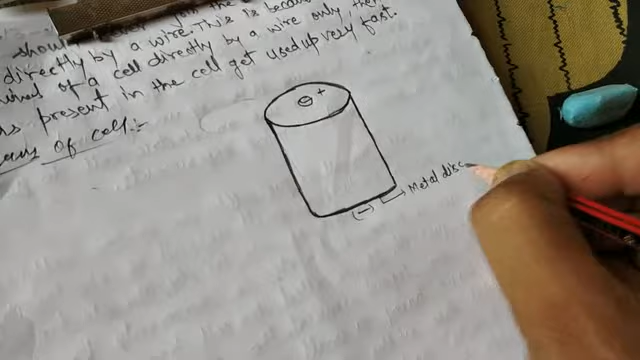 should
directly by a wire. This is because
of a cell directly by a wire only, the
present in the cell get used up very fast.
of cell:-
+
(-)
Metal disc